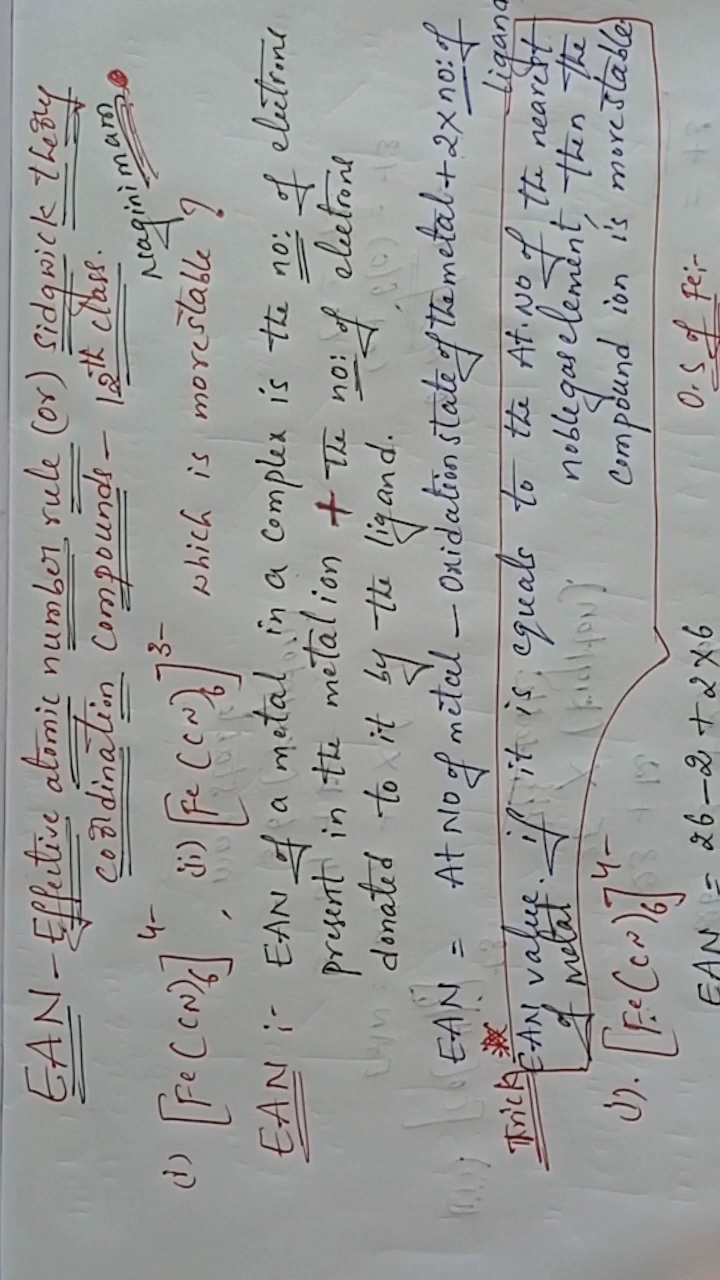 EAN - Effective atomic number rule (or) Sidgwick theory
coordination compounds - 12th class.
Nagini mam
(i) [Fe(CN)6]4-, (ii) [Fe(CN)6]3- which is more stable ?
EAN :- EAN of a metal in a complex is the no: of electrons
present in the metal ion + The no: of electrons
donated to it by the ligand.
EAN = At No of metal - Oxidation state of the metal + 2 x no: of
ligand
Trick
EAN value of metal. if it is equals to the At. No of the nearest
noble gas element, then the
compound ion is more stable
(i). [Fe(CN)6]4-
O.S of Fe:-
EAN = 26-2+2x6